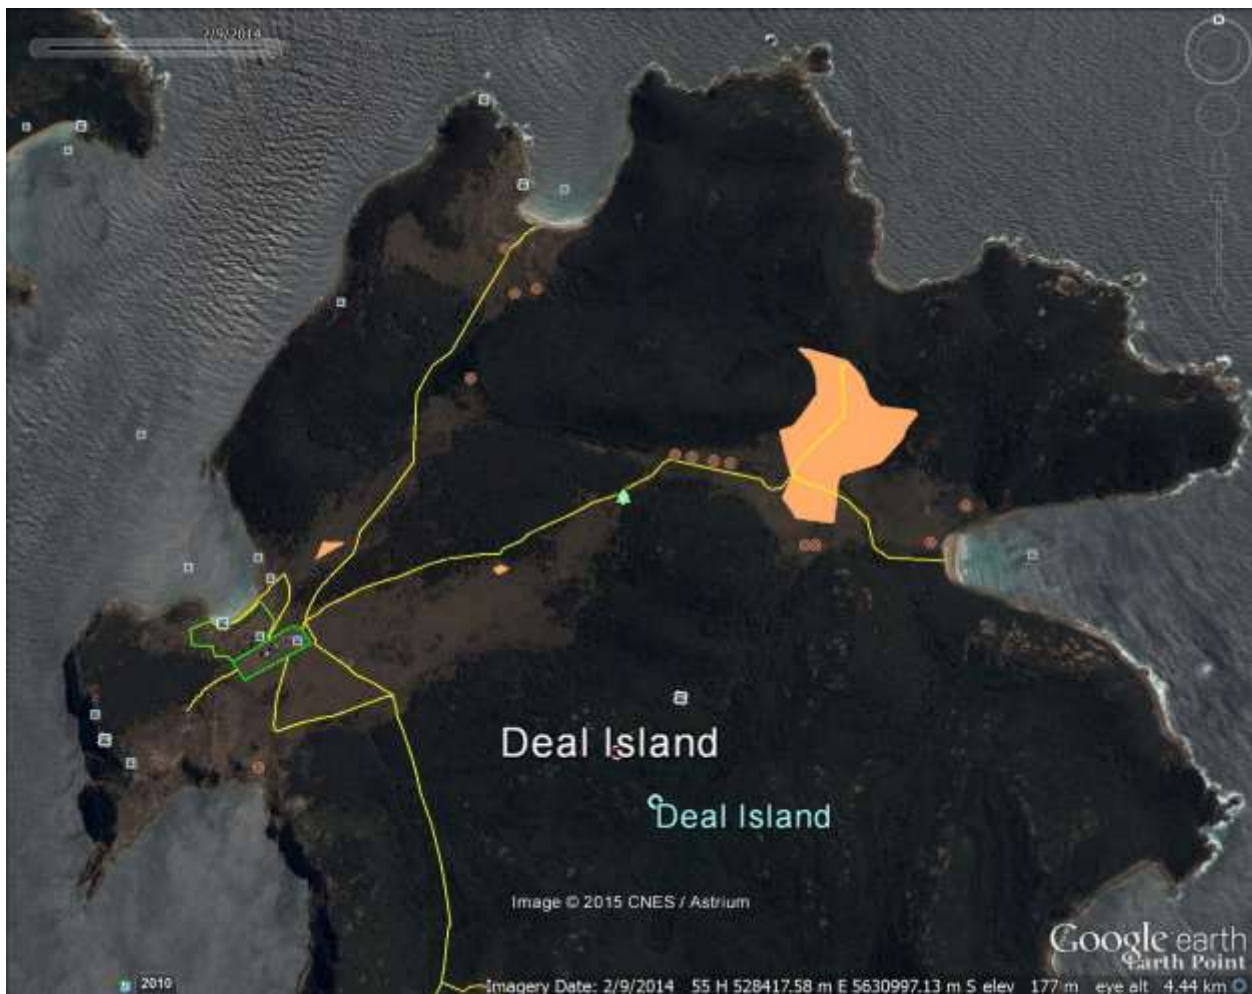 2/9/2014
Deal Island
Deal Island
Image © 2015 CNES / Astrium
Google earth
Earth Point
2010
Imagery Date: 2/9/2014 55 H 528417.58 m E 5630997.13 m S elev 177 m eye alt 4.44 km